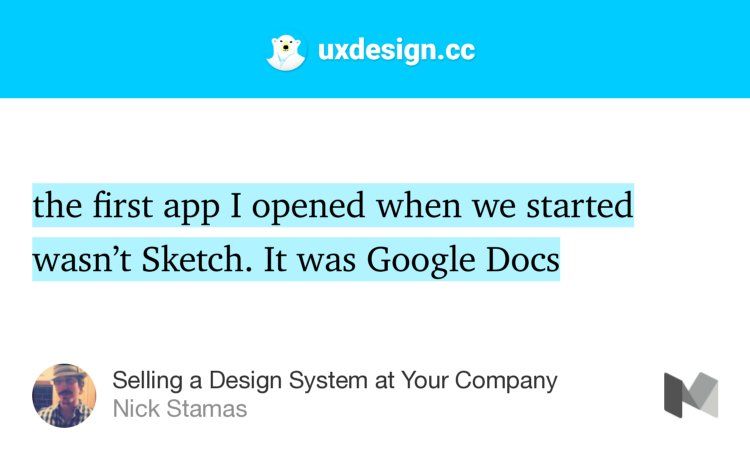 uxdesign.cc
the first app I opened when we started
wasn’t Sketch. It was Google Docs
Selling a Design System at Your Company
Nick Stamas